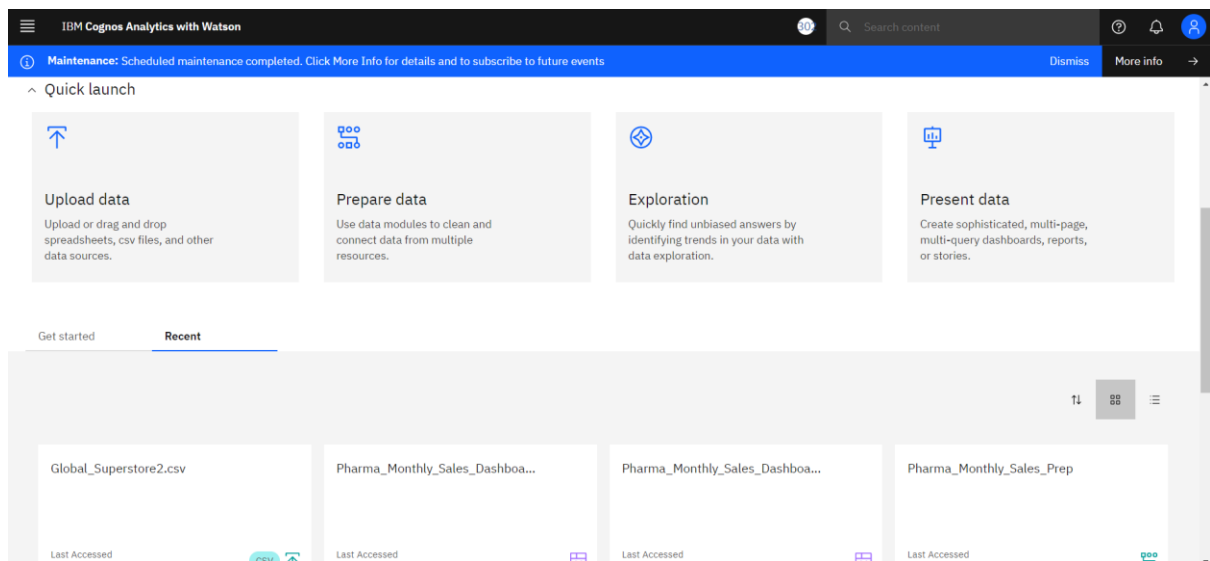 IBM Cognos Analytics with Watson
Search content
Maintenance: Scheduled maintenance completed. Click More Info for details and to subscribe to future events
Dismiss
More info
Quick launch
Upload data
Upload or drag and drop
spreadsheets, csv files, and other
data sources.
Prepare data
Use data modules to clean and
connect data from multiple
resources.
Exploration
Quickly find unbiased answers by
identifying trends in your data with
data exploration.
Present data
Create sophisticated, multi-page,
multi-query dashboards, reports,
or stories.
Get started
Recent
Global_Superstore2.csv
Pharma_Monthly_Sales_Dashboa...
Pharma_Monthly_Sales_Dashboa...
Pharma_Monthly_Sales_Prep
Last Accessed
CSV
Last Accessed
Last Accessed
Last Accessed